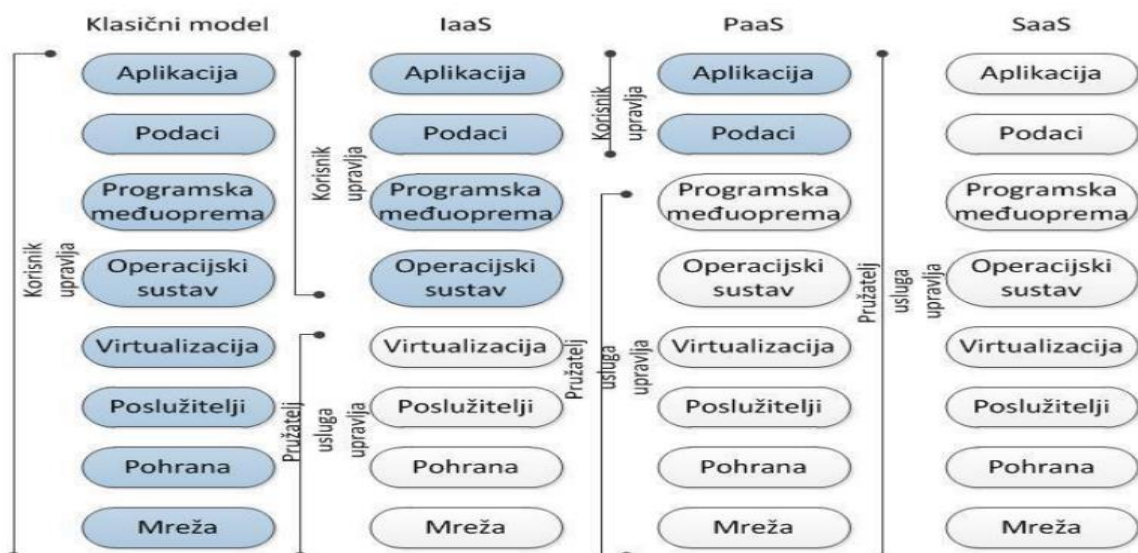 Klasični model
Korisnik
upravlja
Aplikacija
Podaci
Programska
međuoprema
Operacijski
sustav
Virtualizacija
Poslužitelji
Pohrana
Mreža
IaaS
Korisnik
upravlja
Pružatelj
usluga
upravlja
Aplikacija
Podaci
Programska
međuoprema
Operacijski
sustav
Virtualizacija
Poslužitelji
Pohrana
Mreža
PaaS
Korisnik
upravlja
Pružatelj
usluga
upravlja
Aplikacija
Podaci
Programska
međuoprema
Operacijski
sustav
Virtualizacija
Poslužitelji
Pohrana
Mreža
SaaS
Pružatelj
usluga
upravlja
Aplikacija
Podaci
Programska
međuoprema
Operacijski
sustav
Virtualizacija
Poslužitelji
Pohrana
Mreža